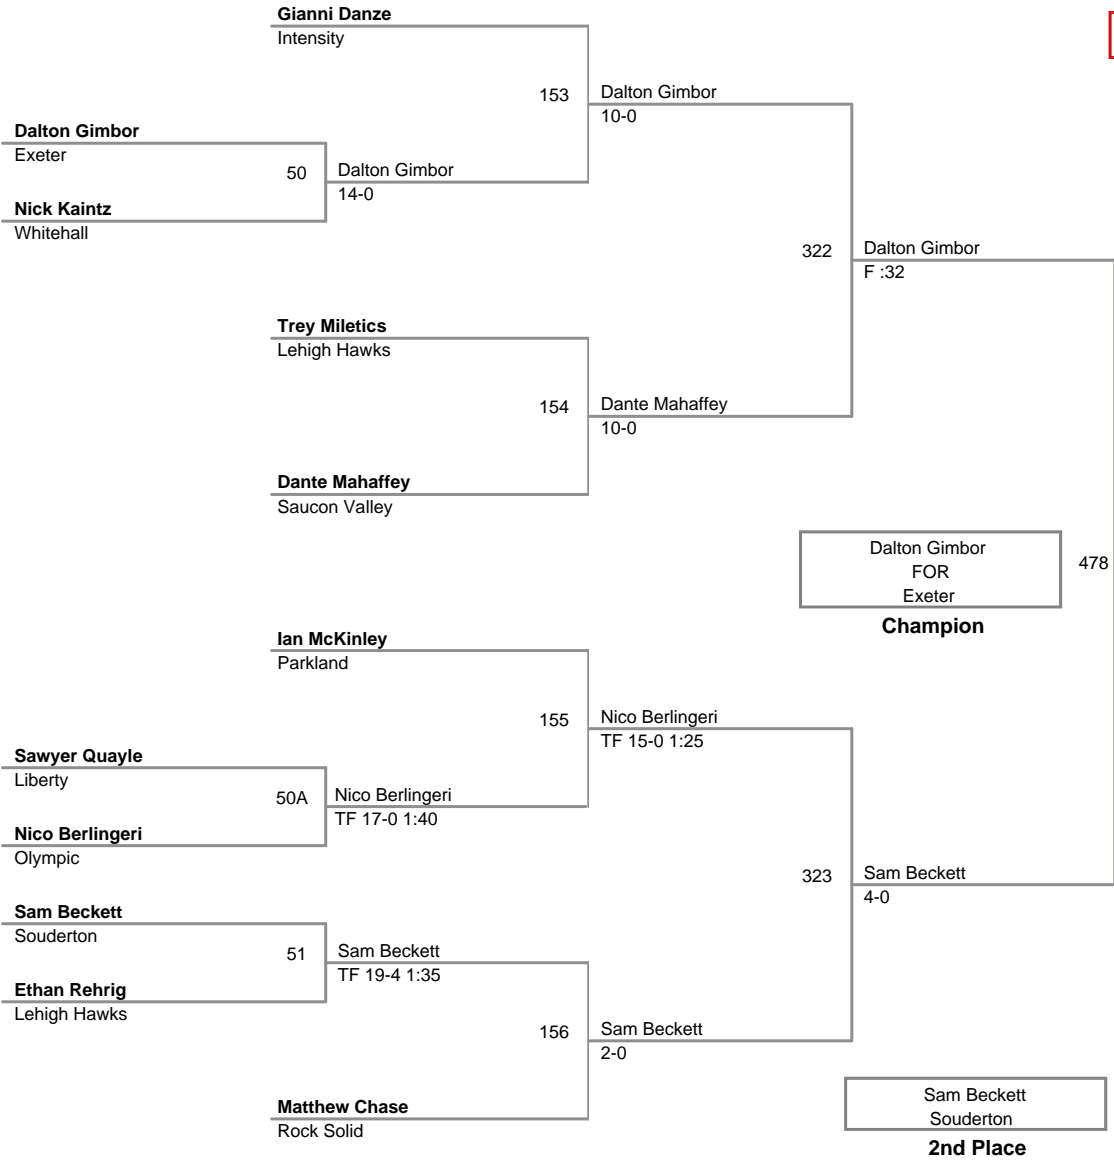 Gianni Danze
Intensity
153
Dalton Gimbor
10-0
Dalton Gimbor
Exeter
50
Dalton Gimbor
14-0
Nick Kaintz
Whitehall
322
Dalton Gimbor
F :32
Trey Miletics
Lehigh Hawks
154
Dante Mahaffey
10-0
Dante Mahaffey
Saucon Valley
Dalton Gimbor
FOR
Exeter
478
Champion
Ian McKinley
Parkland
155
Nico Berlingeri
TF 15-0 1:25
Sawyer Quayle
Liberty
50A
Nico Berlingeri
TF 17-0 1:40
Nico Berlingeri
Olympic
323
Sam Beckett
4-0
Sam Beckett
Souderton
51
Sam Beckett
TF 19-4 1:35
Ethan Rehrig
Lehigh Hawks
156
Sam Beckett
2-0
Matthew Chase
Rock Solid
Sam Beckett
Souderton
2nd Place